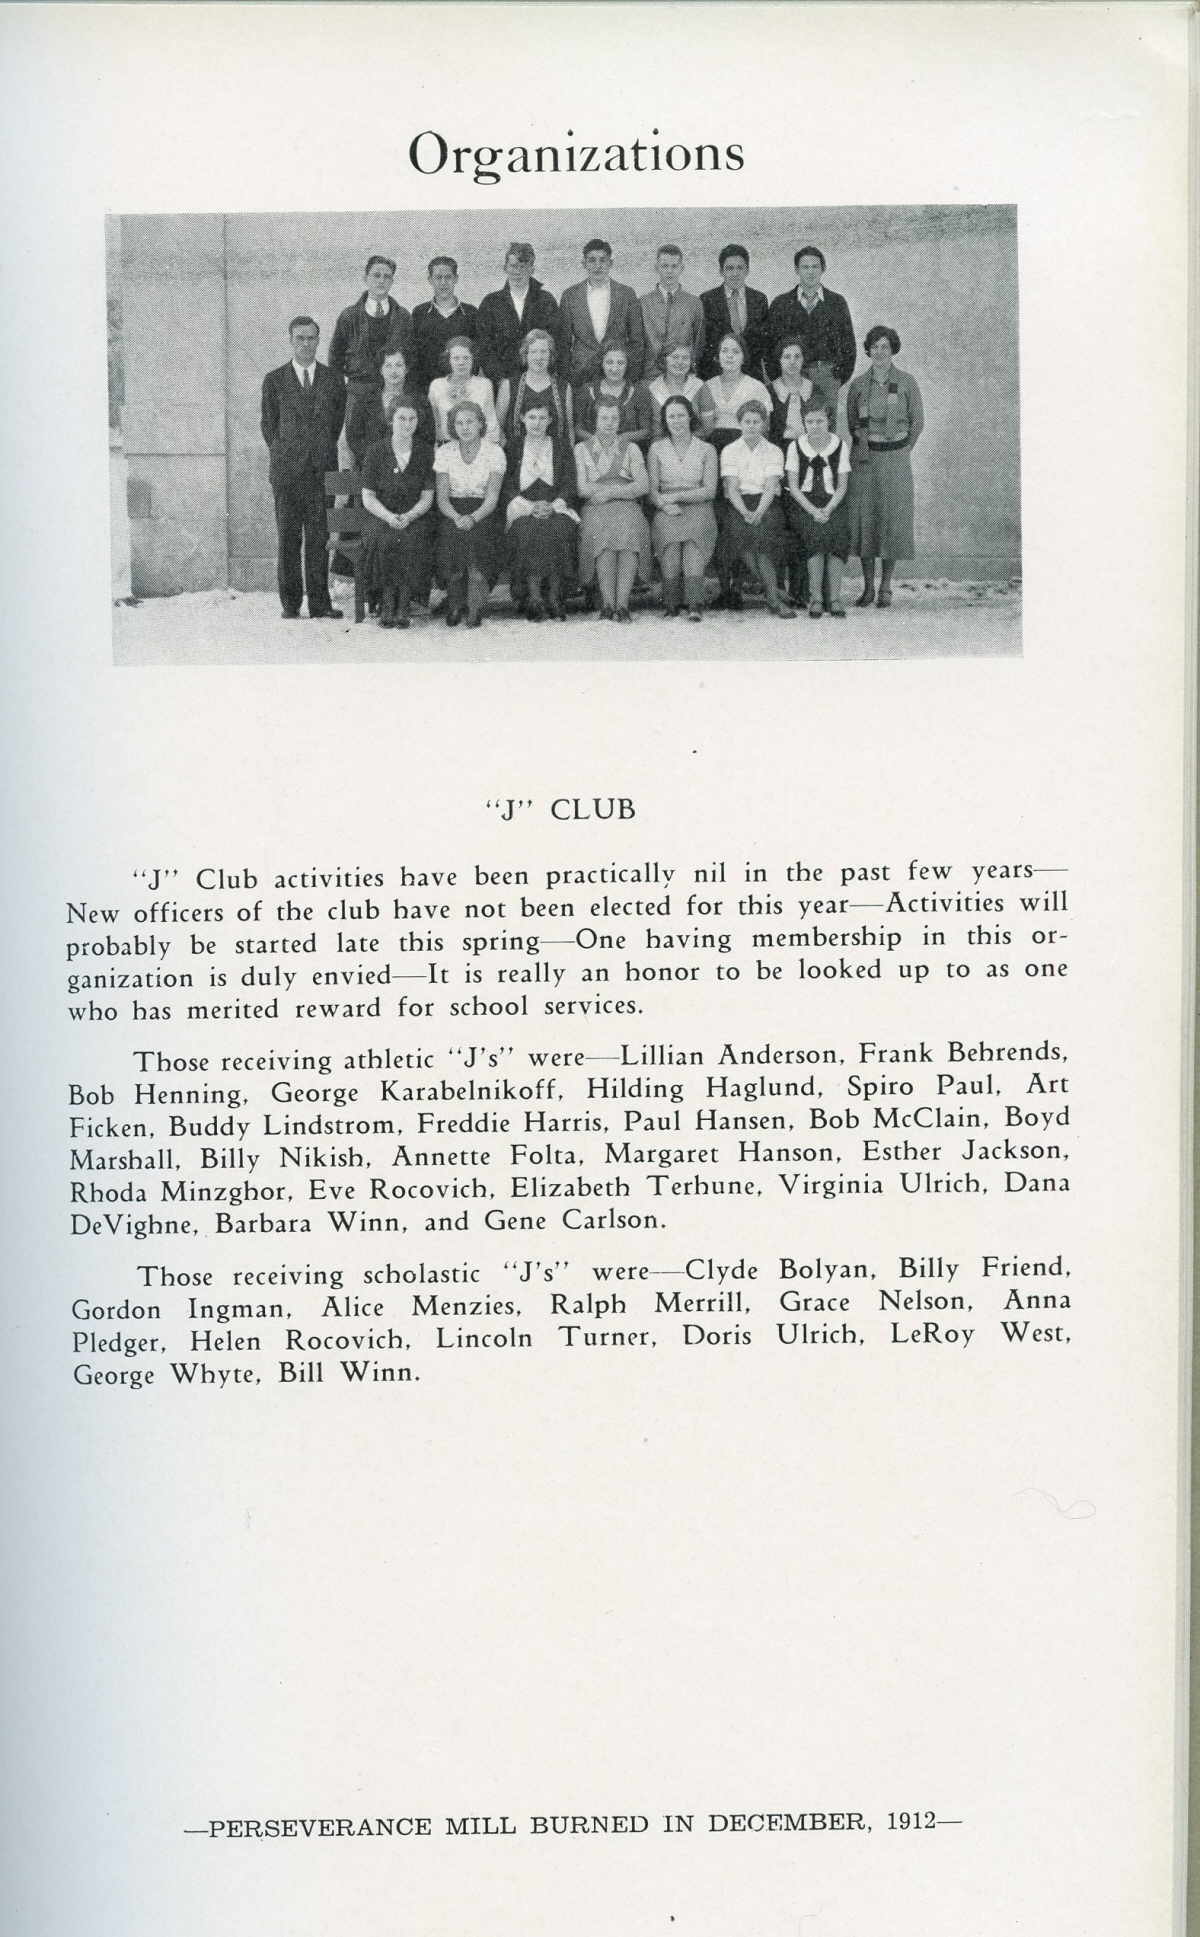 Organizations
"J" CLUB
"J" Club activities have been practically nil in the past few years—
New officers of the club have not been elected for this year—Activities will
probably be started late this spring—One having membership in this or-
ganization is duly envied—It is really an honor to be looked up to as one
who has merited reward for school services.
Those receiving athletic "J's" were—Lillian Anderson, Frank Behrends,
Bob Henning, George Karabelnikoff, Hilding Haglund, Spiro Paul, Art
Ficken, Buddy Lindstrom, Freddie Harris, Paul Hansen, Bob McClain, Boyd
Marshall, Billy Nikish, Annette Folta, Margaret Hanson, Esther Jackson,
Rhoda Minzghor, Eve Rocovich, Elizabeth Terhune, Virginia Ulrich, Dana
DeVighne, Barbara Winn, and Gene Carlson.
Those receiving scholastic "J's" were—Clyde Bolyan, Billy Friend,
Gordon Ingman, Alice Menzies, Ralph Merrill, Grace Nelson, Anna
Pledger, Helen Rocovich, Lincoln Turner, Doris Ulrich, LeRoy West,
George Whyte, Bill Winn.
—PERSEVERANCE MILL BURNED IN DECEMBER, 1912—